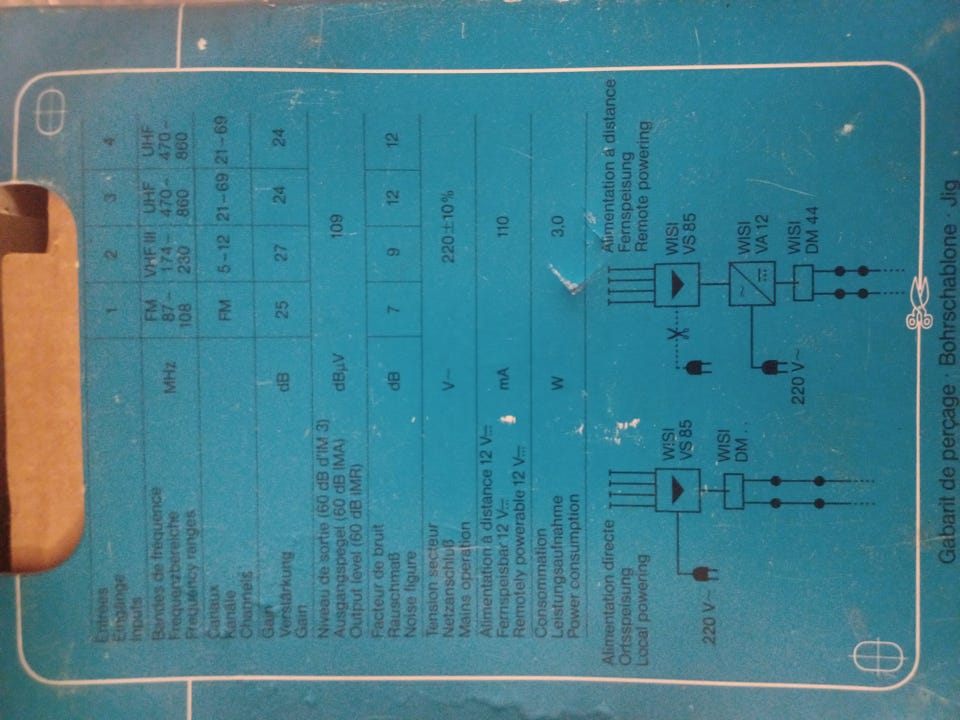 Entrées
Eingänge 1 2 3 4
Inputs
Bandes de fréquence FM VHF III UHF UHF
Frequenzbereiche MHz 87– 174– 470– 470–
Frequency ranges 108 230 860 860
Canaux
Kanäle FM 5–12 21–69 21–69
Channels
Gain
Verstärkung dB 25 27 24 24
Gain
Niveau de sortie (60 dB d'IM 3)
Ausgangspegel (60 dB IMA) dBµV 109
Output level (60 dB IMR)
Facteur de bruit
Rauschmaß dB 7 9 12 12
Noise figure
Tension secteur
Netzanschluß V~ 220±10%
Mains operation
Alimentation à distance 12 V⎓
Fernspeisbar 12 V⎓ mA 110
Remotely powerable 12 V⎓
Consommation
Leistungsaufnahme W 3.0
Power consumption
Alimentation directe
Ortsspeisung
Local powering
WISI
VS 85
WISI
DM . .
220 V~
Alimentation à distance
Fernspeisung
Remote powering
WISI
VS 85
WISI
VA 12
WISI
DM 44
220 V~
Gabarit de perçage · Bohrschablone · Jig